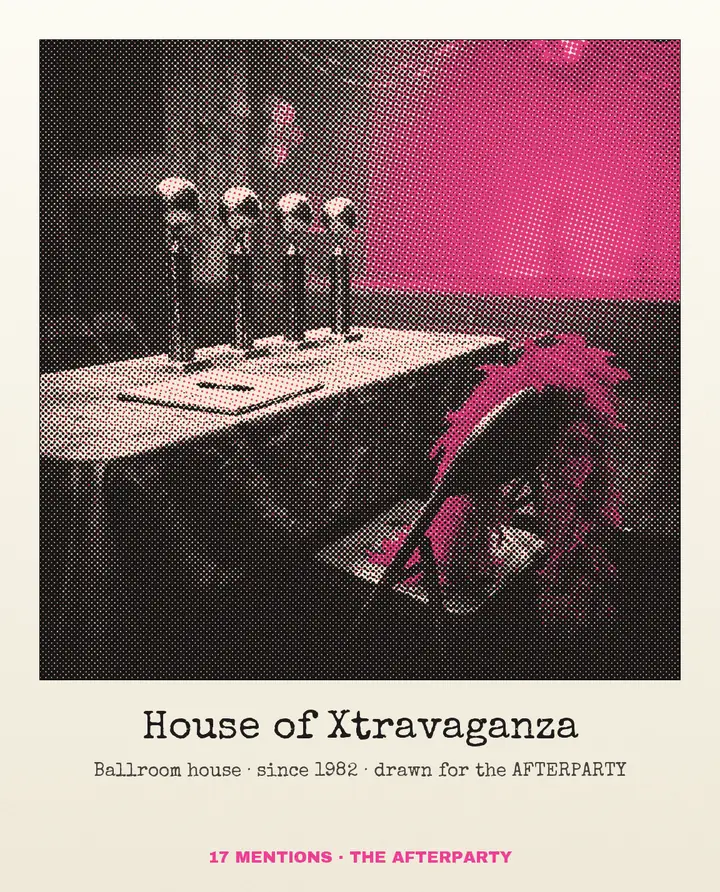 House of Xtravaganza
Ballroom house · since 1982 · drawn for the AFTERPARTY
17 MENTIONS · THE AFTERPARTY